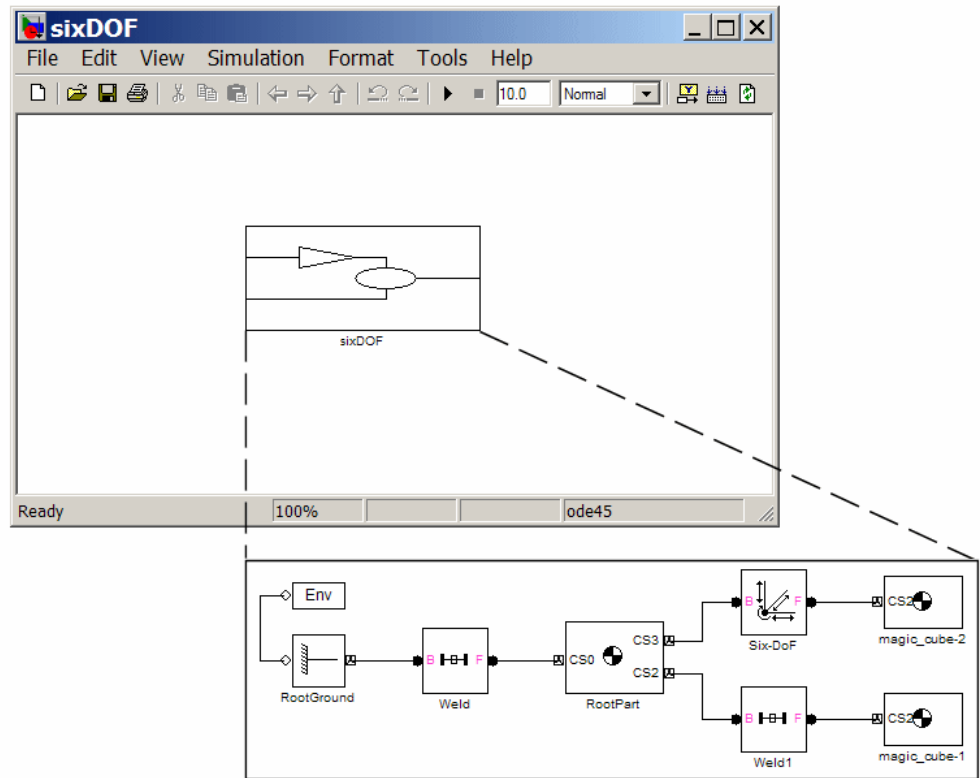 sixDOF
File Edit View Simulation Format Tools Help
10.0 Normal
sixDOF
Ready 100% ode45
Env
RootGround
B F
Weld
CS0 CS3
CS2
RootPart
B F
Six-DoF
CS2
magic_cube-2
B F
Weld1
CS2
magic_cube-1